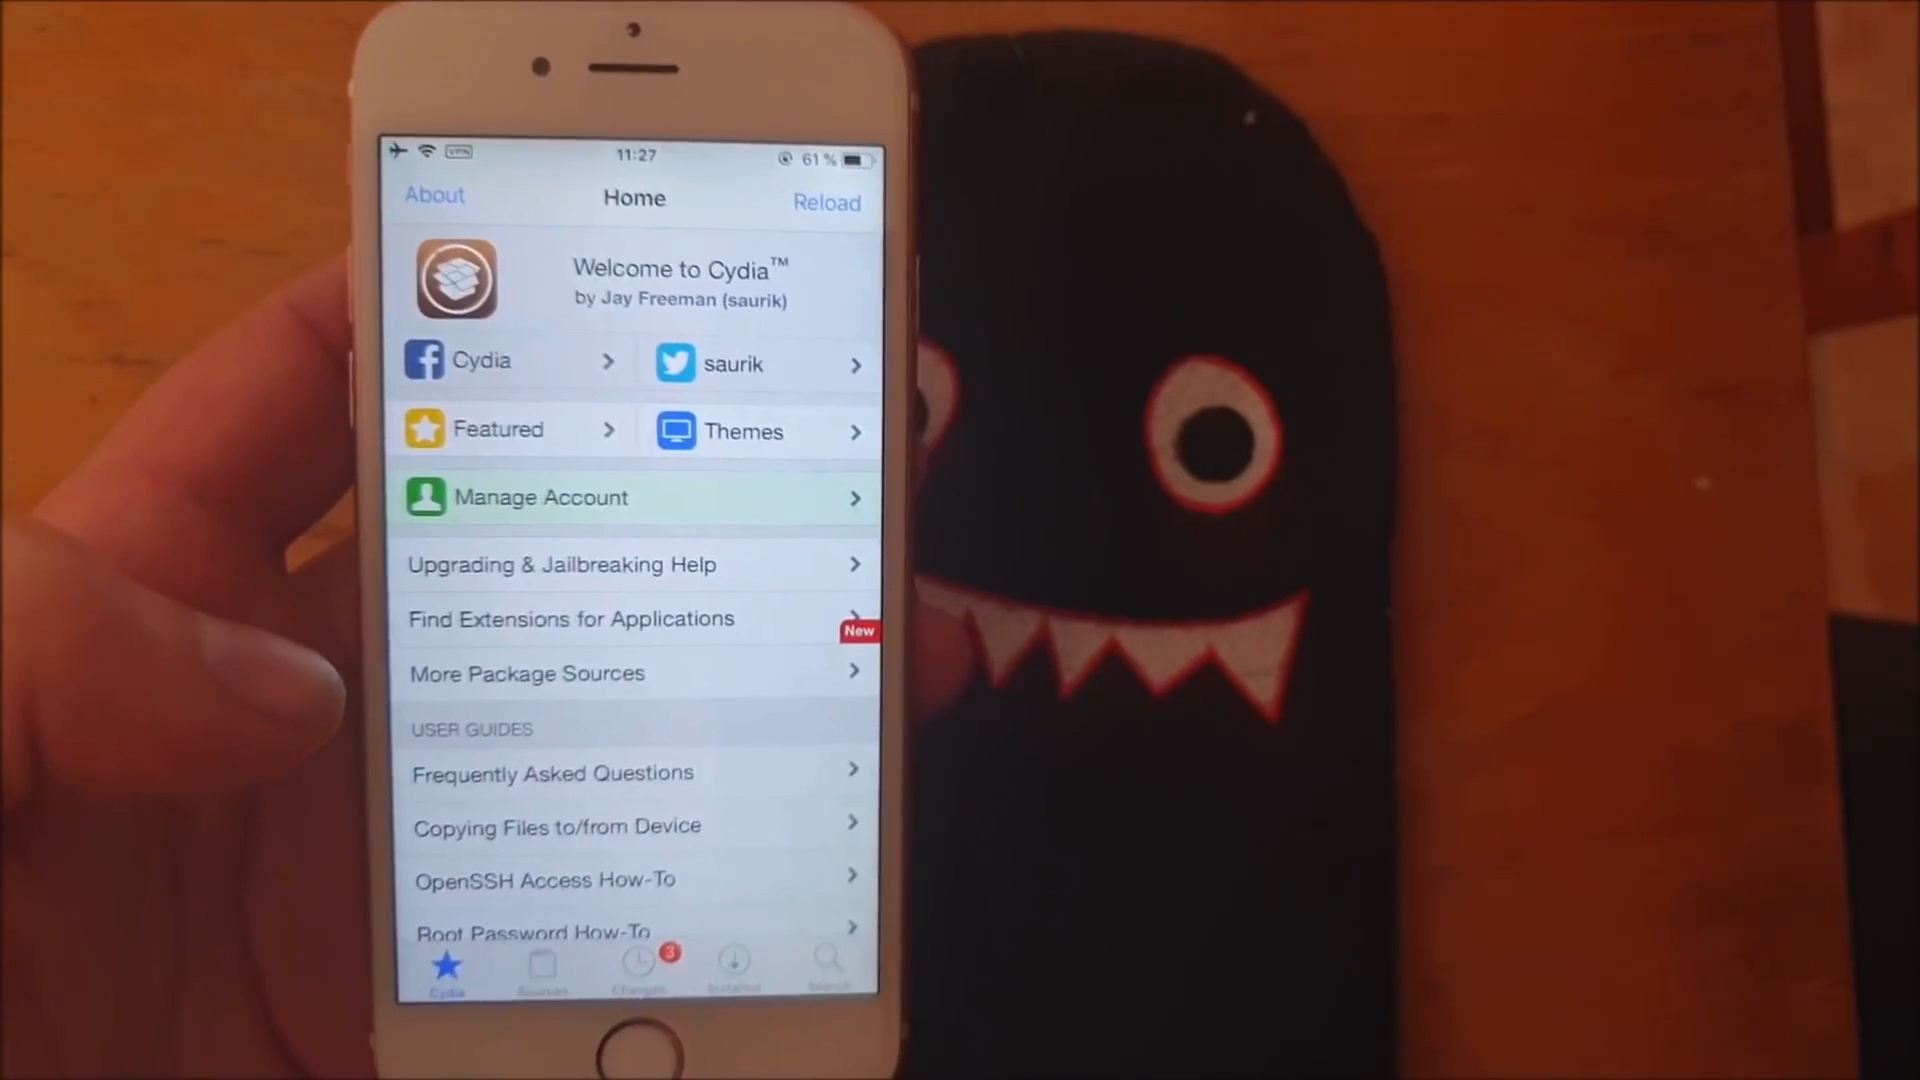 VPN
11:27
61 %
About
Home
Reload
Welcome to Cydia™
by Jay Freeman (saurik)
Cydia
saurik
Featured
Themes
Manage Account
Upgrading & Jailbreaking Help
Find Extensions for Applications
New
More Package Sources
USER GUIDES
Frequently Asked Questions
Copying Files to/from Device
OpenSSH Access How-To
Root Password How-To
3
Cydia
Sources
Changes
Installed
Search